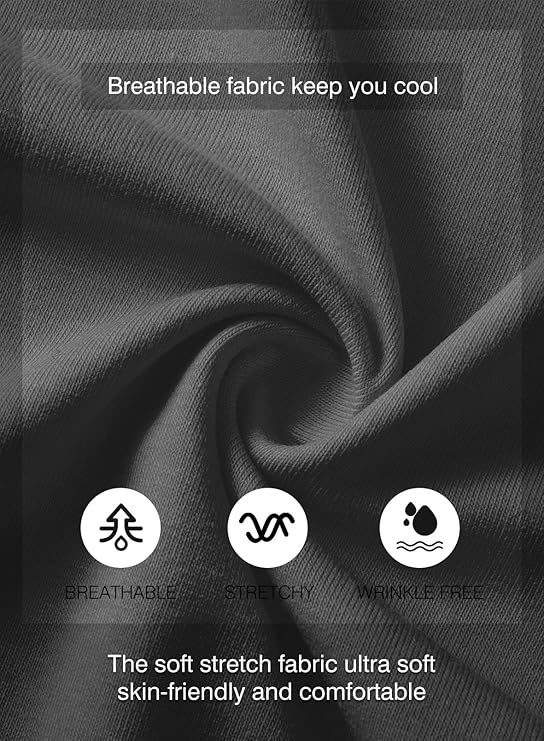 Breathable fabric keep you cool
BREATHABLE
STRETCHY
WRINKLE FREE
The soft stretch fabric ultra soft
skin-friendly and comfortable